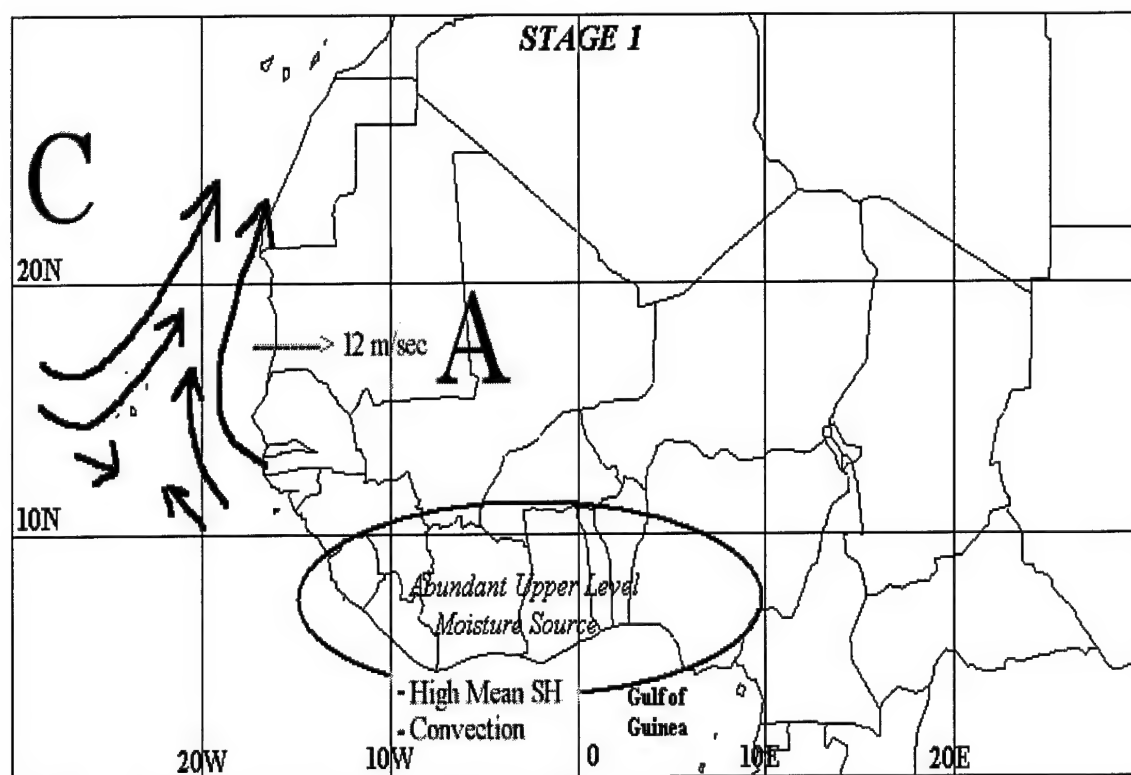 STAGE 1
C
20N
12 m/sec
A
10N
Abundant Upper Level
Moisture Source
- High Mean SH
- Convection
Gulf of
Guinea
20W
10W
0
10E
20E